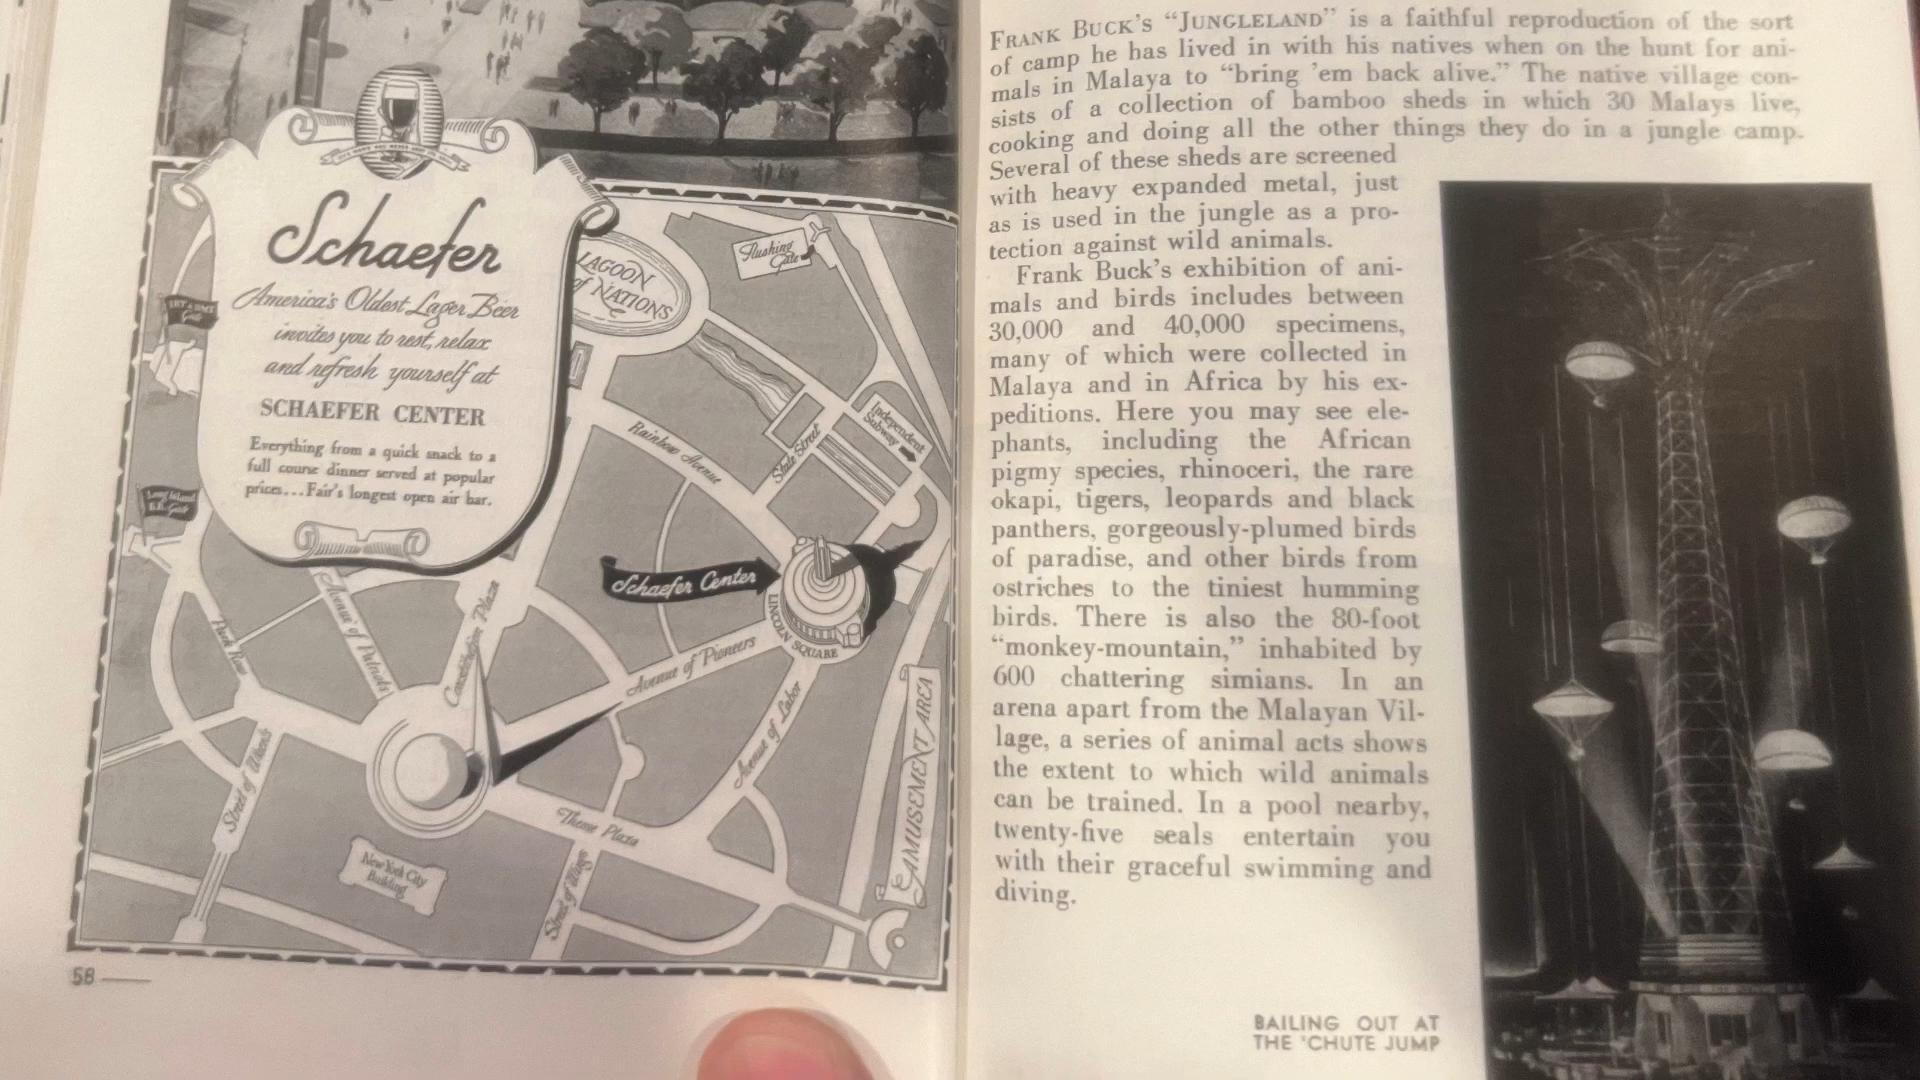 Schaefer
America's Oldest Lager Beer
invites you to rest, relax
and refresh yourself at
SCHAEFER CENTER
Everything from a quick snack to a
full course dinner served at popular
prices...Fair's longest open air bar.
Gate
Long Island
R.R. Gate
LAGOON
of NATIONS
Flushing
Gate
Independent
Subway
Rainbow Avenue
State Street
Schaefer Center
LINCOLN SQUARE
Park Row
Avenue of Patriots
Constitution Plaza
Avenue of Pioneers
Avenue of Labor
AMUSEMENT AREA
Street of Wheels
Theme Plaza
New York City
Building
Street of Wings
58
FRANK BUCK'S "JUNGLELAND" is a faithful reproduction of the sort
of camp he has lived in with his natives when on the hunt for ani-
mals in Malaya to "bring 'em back alive." The native village con-
sists of a collection of bamboo sheds in which 30 Malays live,
cooking and doing all the other things they do in a jungle camp.
Several of these sheds are screened
with heavy expanded metal, just
as is used in the jungle as a pro-
tection against wild animals.
Frank Buck's exhibition of ani-
mals and birds includes between
30,000 and 40,000 specimens,
many of which were collected in
Malaya and in Africa by his ex-
peditions. Here you may see ele-
phants, including the African
pigmy species, rhinoceri, the rare
okapi, tigers, leopards and black
panthers, gorgeously-plumed birds
of paradise, and other birds from
ostriches to the tiniest humming
birds. There is also the 80-foot
"monkey-mountain," inhabited by
600 chattering simians. In an
arena apart from the Malayan Vil-
lage, a series of animal acts shows
the extent to which wild animals
can be trained. In a pool nearby,
twenty-five seals entertain you
with their graceful swimming and
diving.
BAILING OUT AT
THE 'CHUTE JUMP